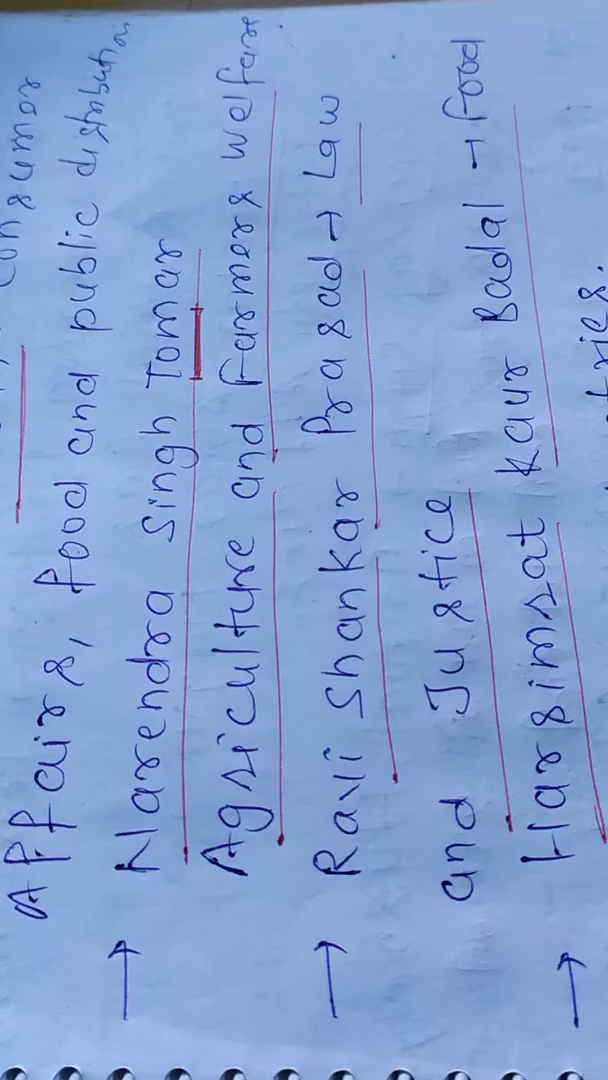 consumer
Affairs, food and public distribution
→ Narendra Singh Tomar
Agriculture and Farmers welfare
→ Ravi Shankar Prasad → Law
and Justice
→ Harsimrat Kaur Badal → Food